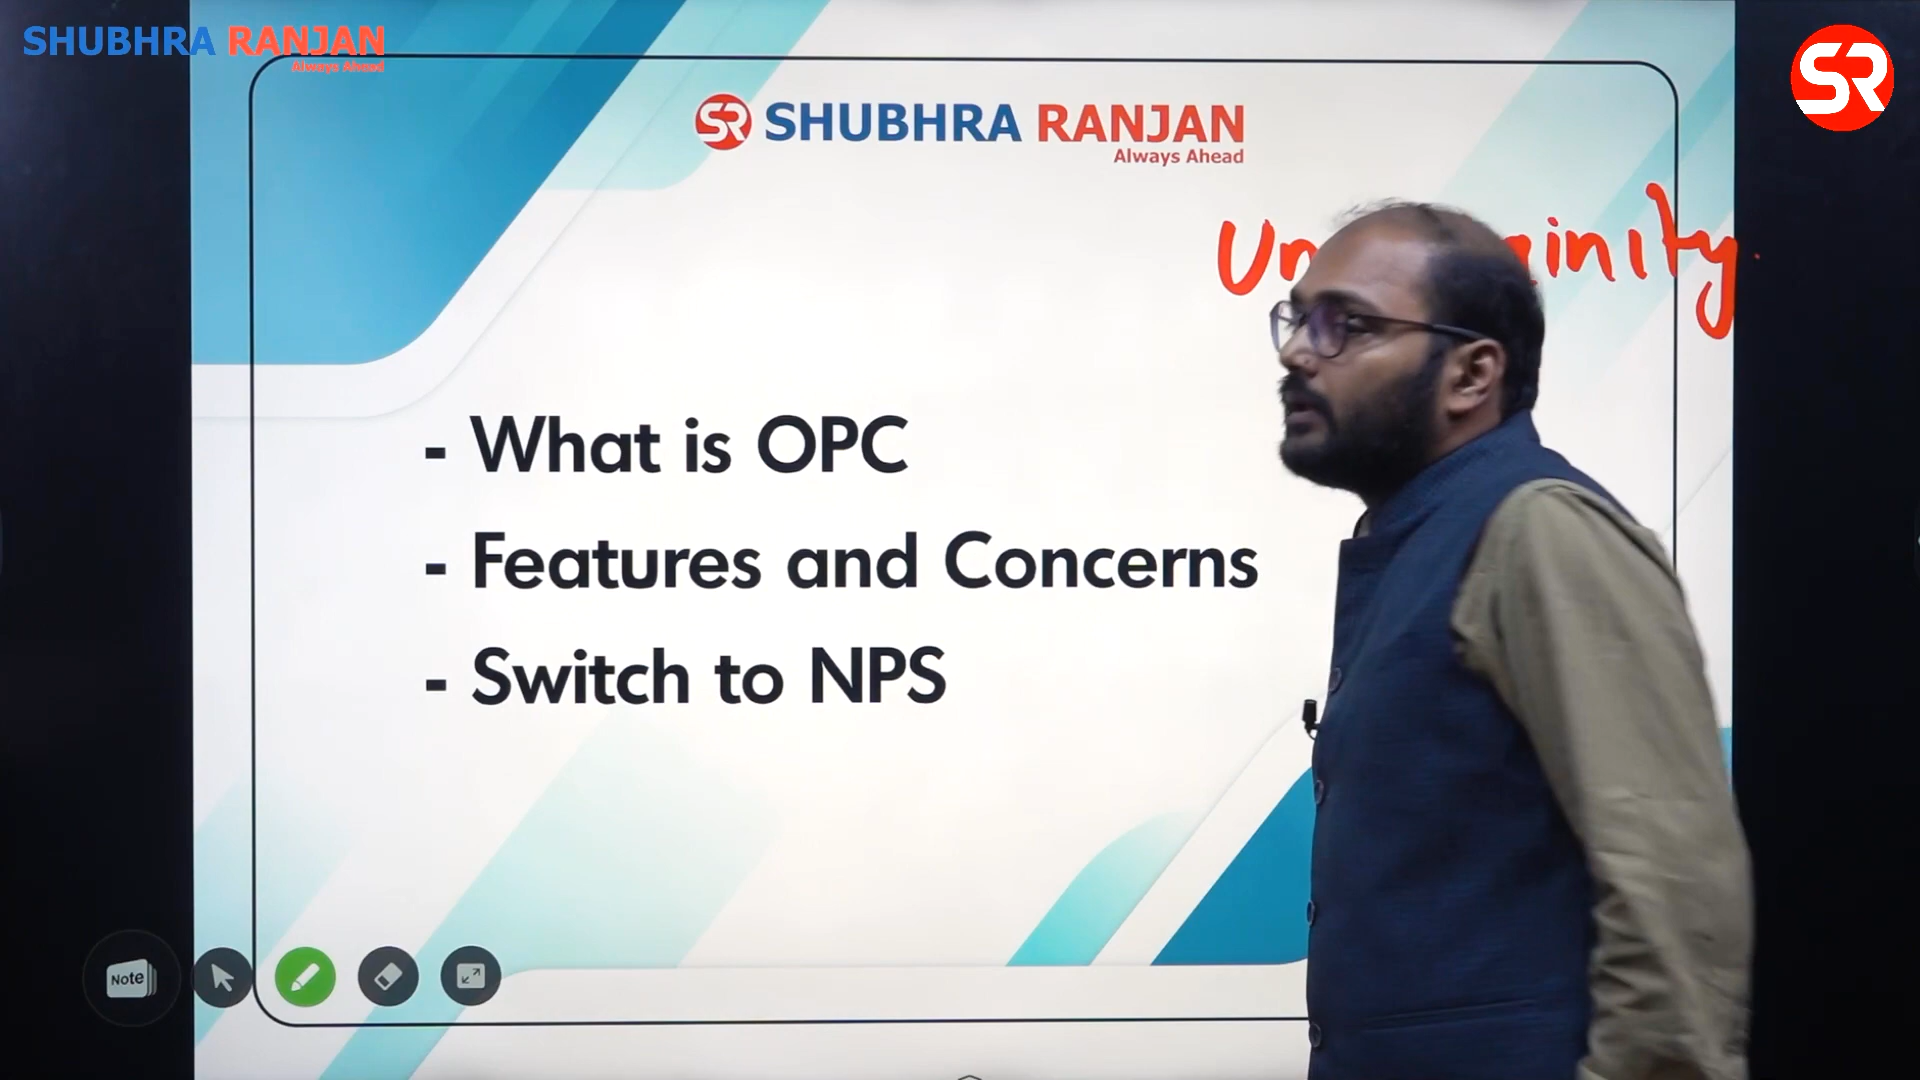 SHUBHRA RANJAN
Always Ahead
SR
SR SHUBHRA RANJAN
Always Ahead
- What is OPC
- Features and Concerns
- Switch to NPS
Note